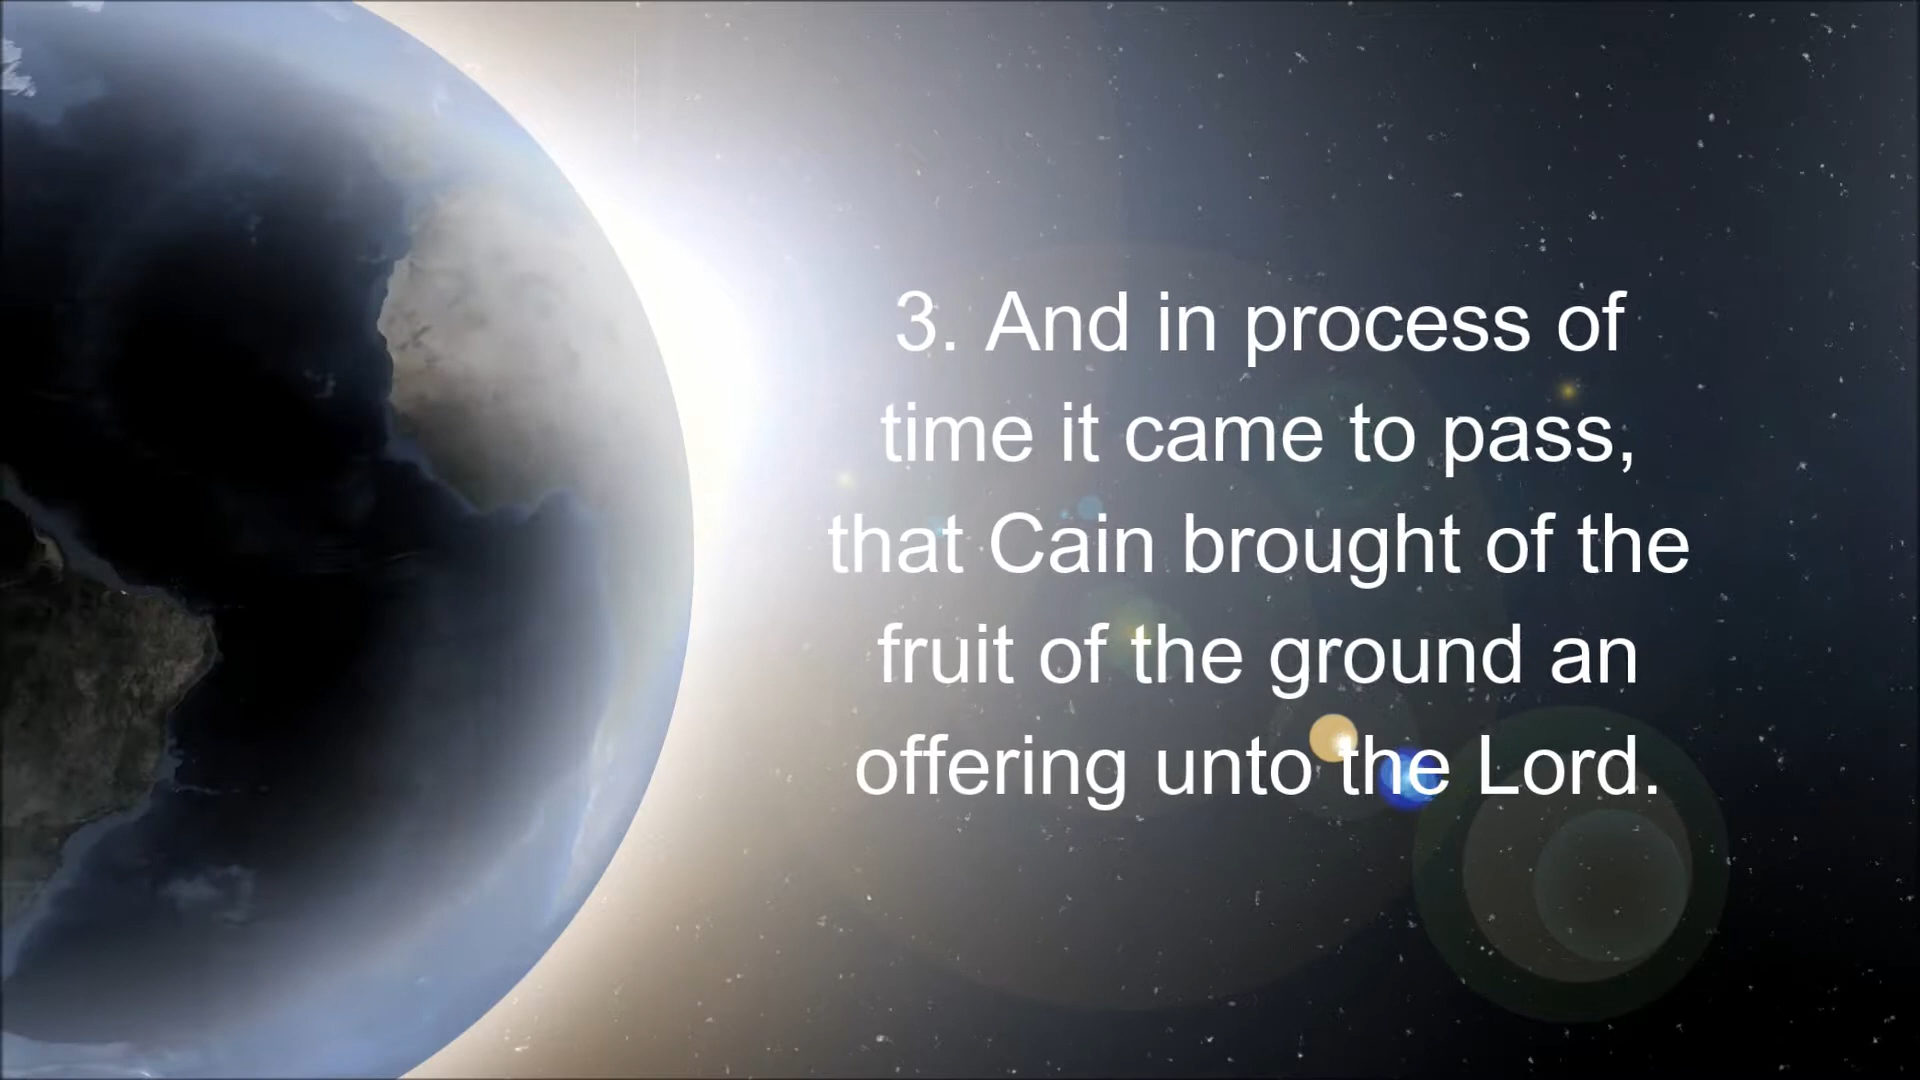 3. And in process of
time it came to pass,
that Cain brought of the
fruit of the ground an
offering unto the Lord.